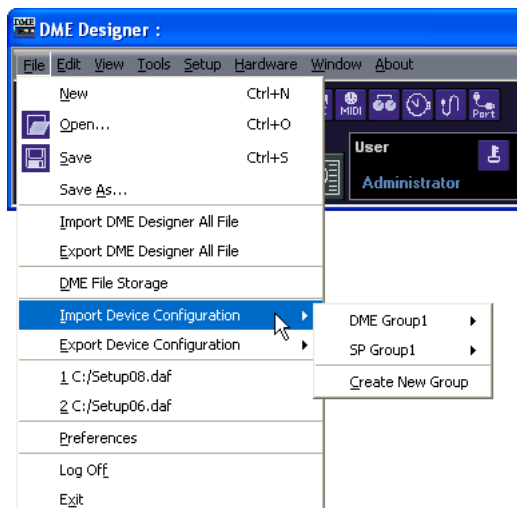 DME
DME Designer :
File Edit View Tools Setup Hardware Window About
New Ctrl+N
Open... Ctrl+O
Save Ctrl+S
Save As...
Import DME Designer All File
Export DME Designer All File
DME File Storage
Import Device Configuration
Export Device Configuration
1 C:/Setup08.daf
2 C:/Setup06.daf
Preferences
Log Off
Exit
MIDI
Port
User
Administrator
DME Group1
SP Group1
Create New Group